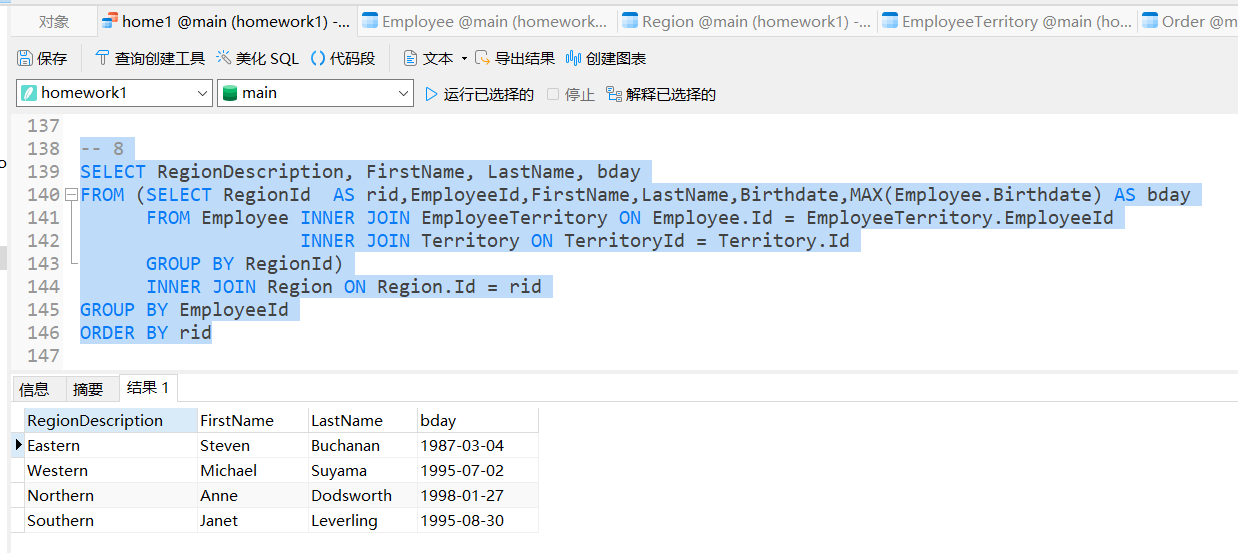 对象 home1 @main (homework1) -... Employee @main (homework... Region @main (homework1) -... EmployeeTerritory @main (ho... Order @m
保存 查询创建工具 美化 SQL () 代码段 文本 导出结果 创建图表
homework1 main 运行已选择的 停止 解释已选择的
137
138 -- 8
139 SELECT RegionDescription, FirstName, LastName, bday
140 FROM (SELECT RegionId  AS rid,EmployeeId,FirstName,LastName,Birthdate,MAX(Employee.Birthdate) AS bday
141 FROM Employee INNER JOIN EmployeeTerritory ON Employee.Id = EmployeeTerritory.EmployeeId
142 INNER JOIN Territory ON TerritoryId = Territory.Id
143 GROUP BY RegionId)
144 INNER JOIN Region ON Region.Id = rid
145 GROUP BY EmployeeId
146 ORDER BY rid
147
信息 摘要 结果 1
RegionDescription FirstName LastName bday
Eastern Steven Buchanan 1987-03-04
Western Michael Suyama 1995-07-02
Northern Anne Dodsworth 1998-01-27
Southern Janet Leverling 1995-08-30